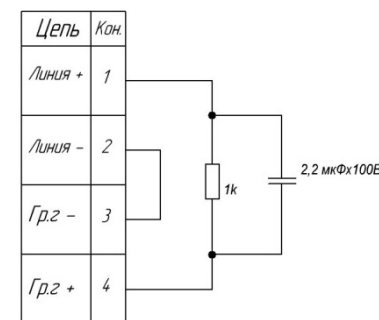 Цепь Кон.
Линия + 1
Линия - 2
Гр.г - 3
Гр.г + 4
1k
2,2 мкФх100В